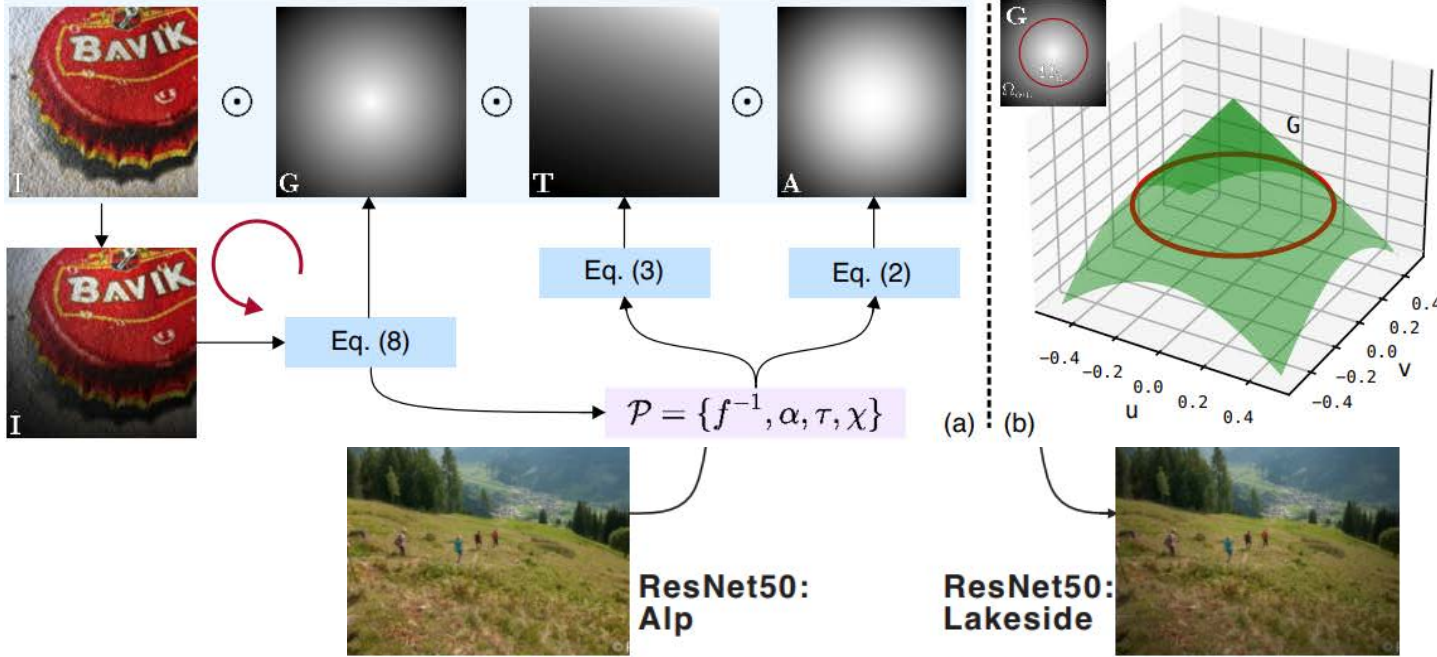 BAVIK
I
G
T
A
BAVIK
I
Eq. (8)
Eq. (3)
Eq. (2)
𝒫 = {f⁻¹, α, τ, χ}
(a)
(b)
G
G
−0.4
−0.2
0.0
0.2
0.4
u
−0.4
−0.2
0.0
0.2
0.4
v
ResNet50:
Alp
ResNet50:
Lakeside